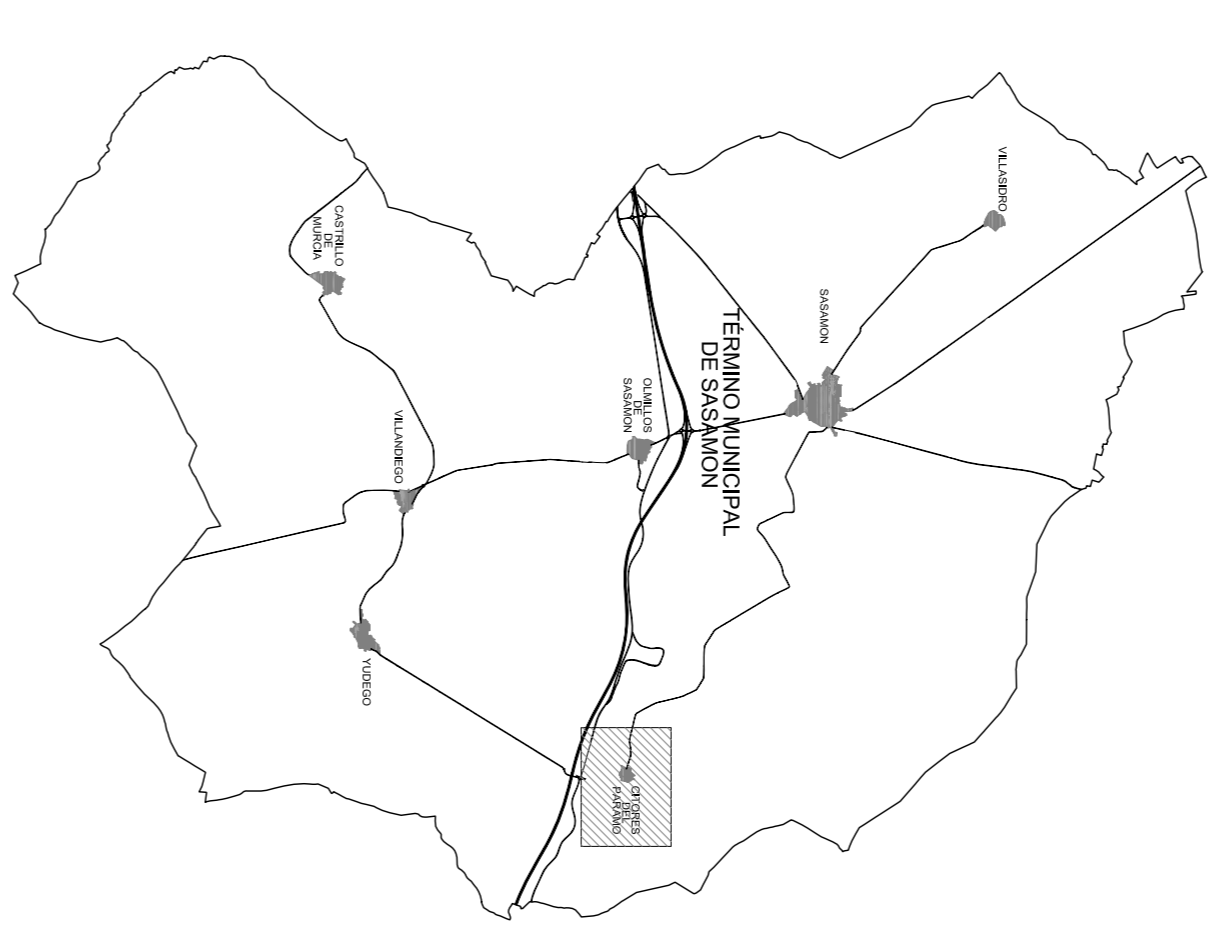 VILLASIDRO
SASAMON
TÉRMINO MUNICIPAL
DE SASAMON
OLMILLOS
DE
SASAMON
CASTRILLO
DE
MURCIA
VILLANDIEGO
YUDEGO
CITORES
DEL
PARAMO